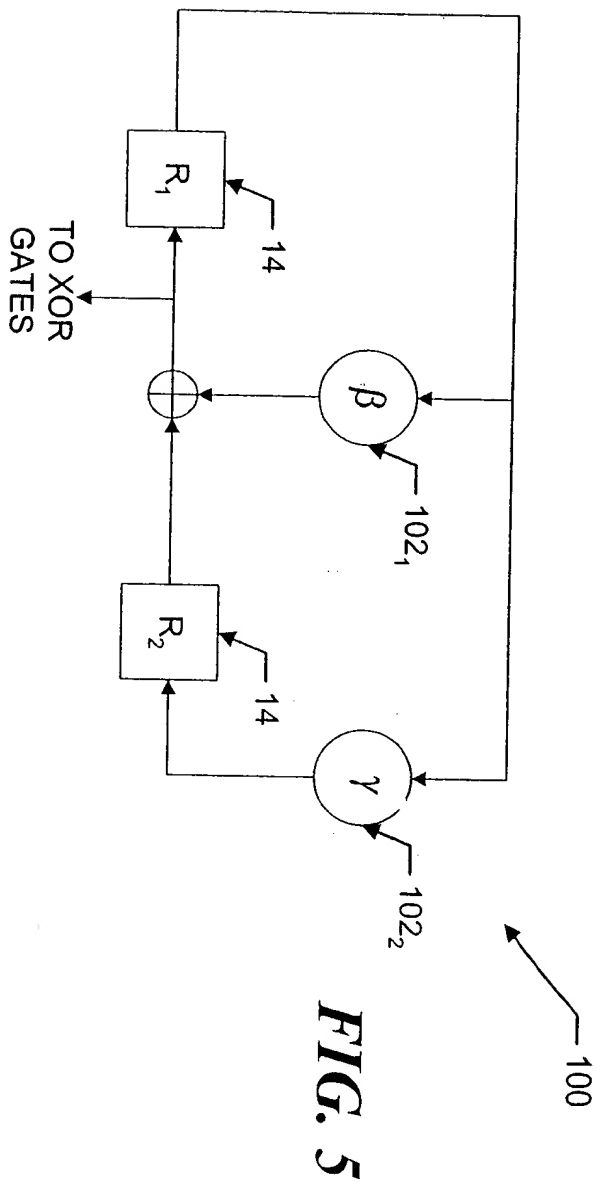 100
102₁
102₂
β
γ
14
14
R₁
R₂
TO XOR
GATES
FIG. 5